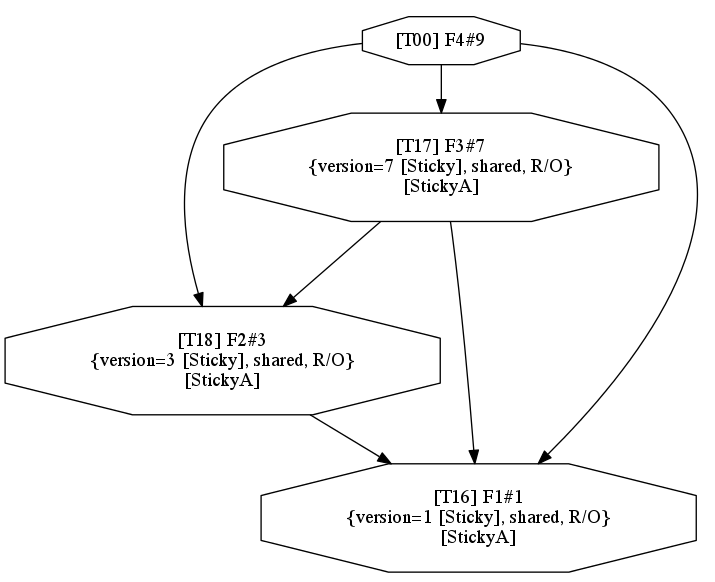 [T00] F4#9
[T17] F3#7
{version=7 [Sticky], shared, R/O}
[StickyA]
[T18] F2#3
{version=3 [Sticky], shared, R/O}
[StickyA]
[T16] F1#1
{version=1 [Sticky], shared, R/O}
[StickyA]